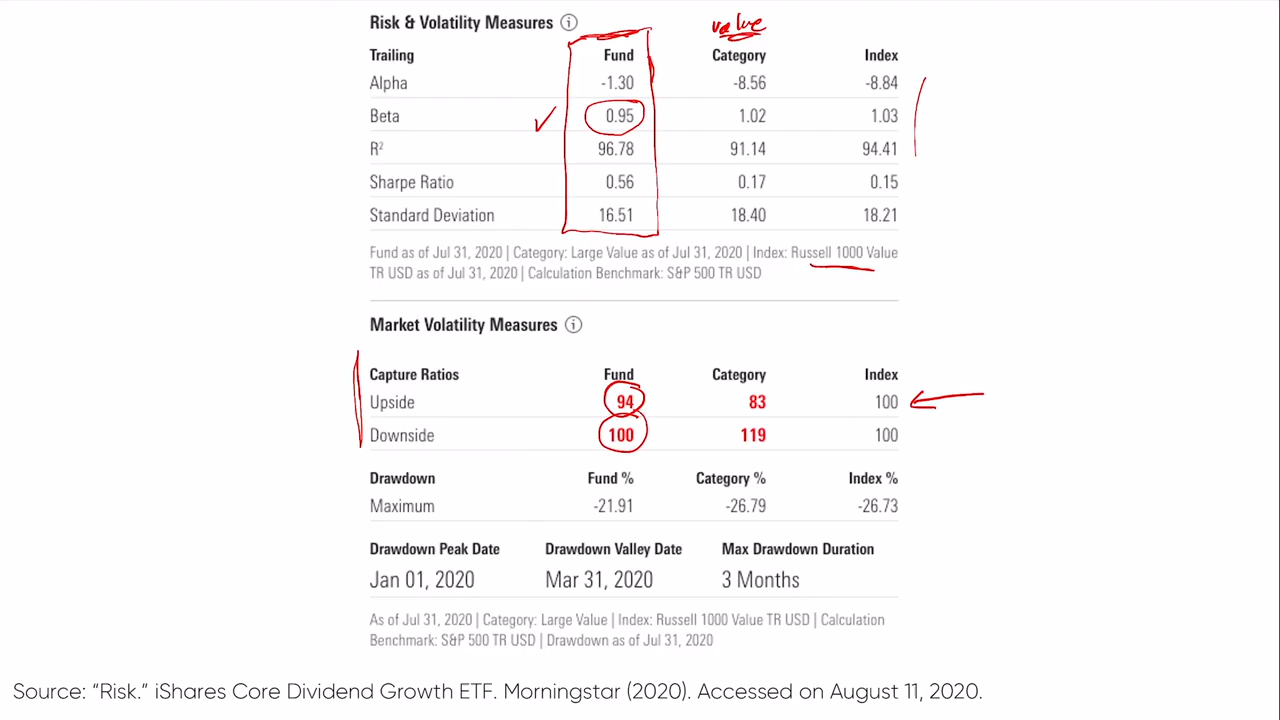 Risk & Volatility Measures ⓘ
value
Trailing Fund Category Index
Alpha -1.30 -8.56 -8.84
Beta 0.95 1.02 1.03
R² 96.78 91.14 94.41
Sharpe Ratio 0.56 0.17 0.15
Standard Deviation 16.51 18.40 18.21
Fund as of Jul 31, 2020 | Category: Large Value as of Jul 31, 2020 | Index: Russell 1000 Value
TR USD as of Jul 31, 2020 | Calculation Benchmark: S&P 500 TR USD
Market Volatility Measures ⓘ
Capture Ratios Fund Category Index
Upside 94 83 100
Downside 100 119 100
Drawdown Fund % Category % Index %
Maximum -21.91 -26.79 -26.73
Drawdown Peak Date Drawdown Valley Date Max Drawdown Duration
Jan 01, 2020 Mar 31, 2020 3 Months
As of Jul 31, 2020 | Category: Large Value | Index: Russell 1000 Value TR USD | Calculation
Benchmark: S&P 500 TR USD | Drawdown as of Jul 31, 2020
Source: “Risk.” iShares Core Dividend Growth ETF. Morningstar (2020). Accessed on August 11, 2020.